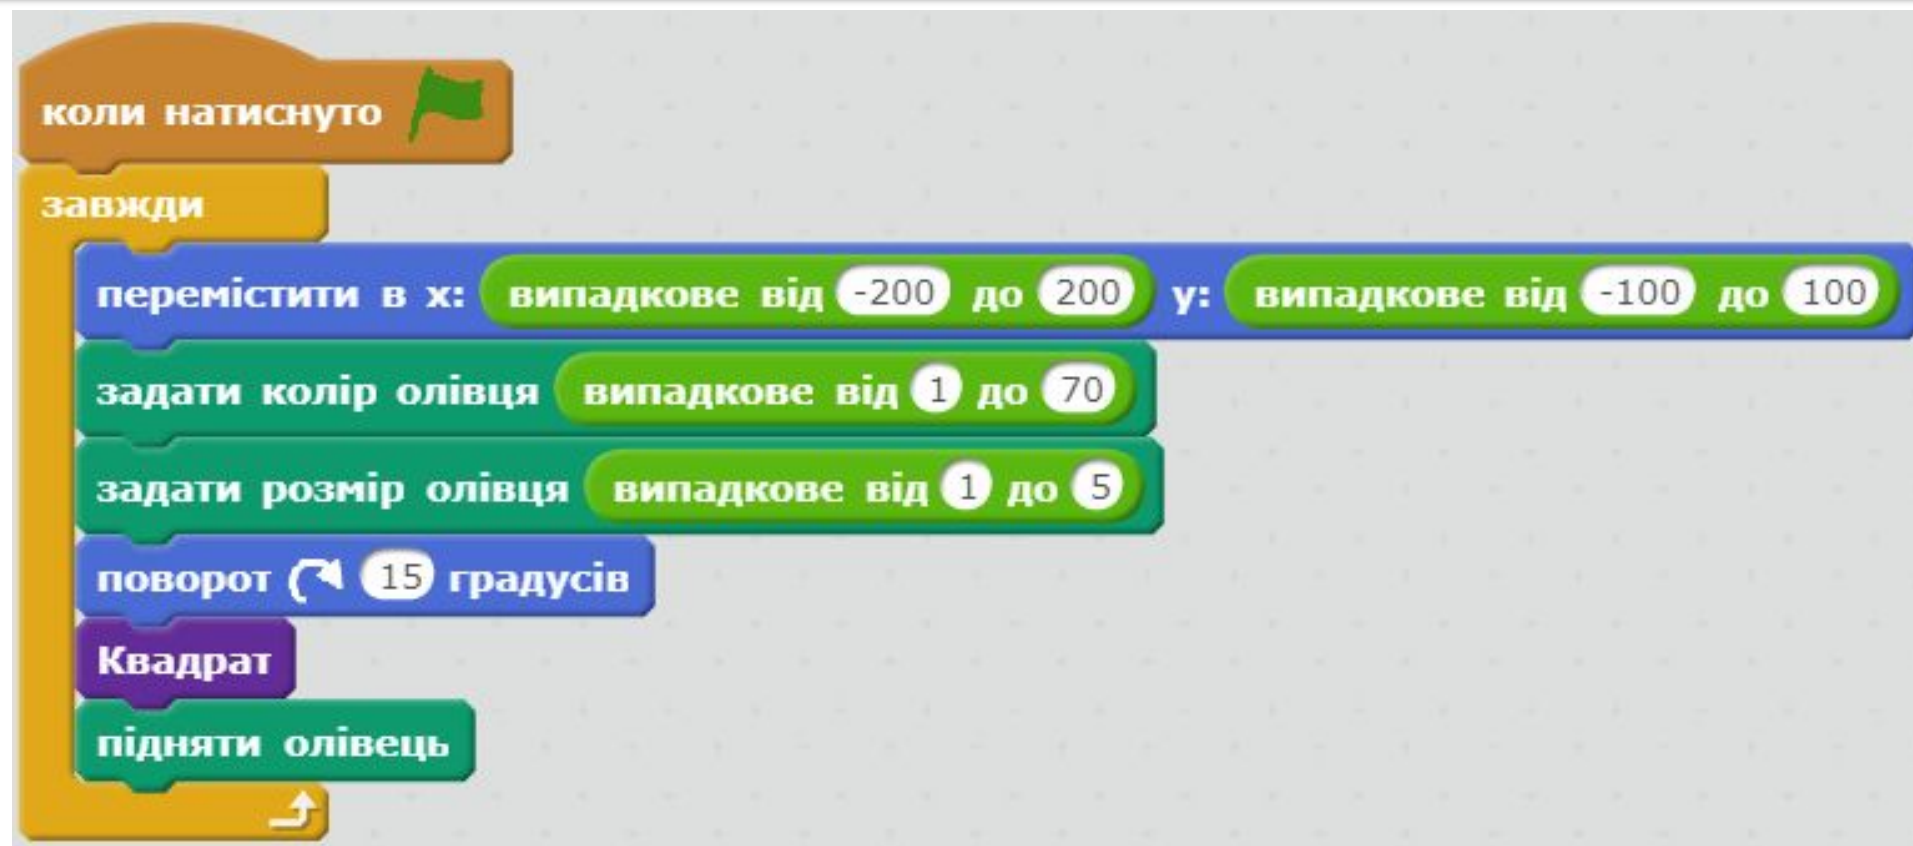 коли натиснуто
завжди
перемістити в x: випадкове від -200 до 200 y: випадкове від -100 до 100
задати колір олівця випадкове від 1 до 70
задати розмір олівця випадкове від 1 до 5
поворот 15 градусів
Квадрат
підняти олівець